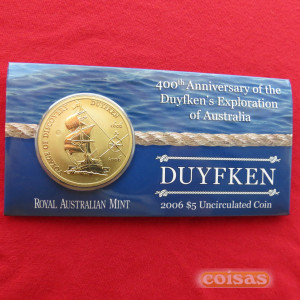 400th Anniversary of the
Duyfken's Exploration
of Australia
DUYFKEN
ROYAL AUSTRALIAN MINT
2006 $5 Uncirculated Coin
coisas